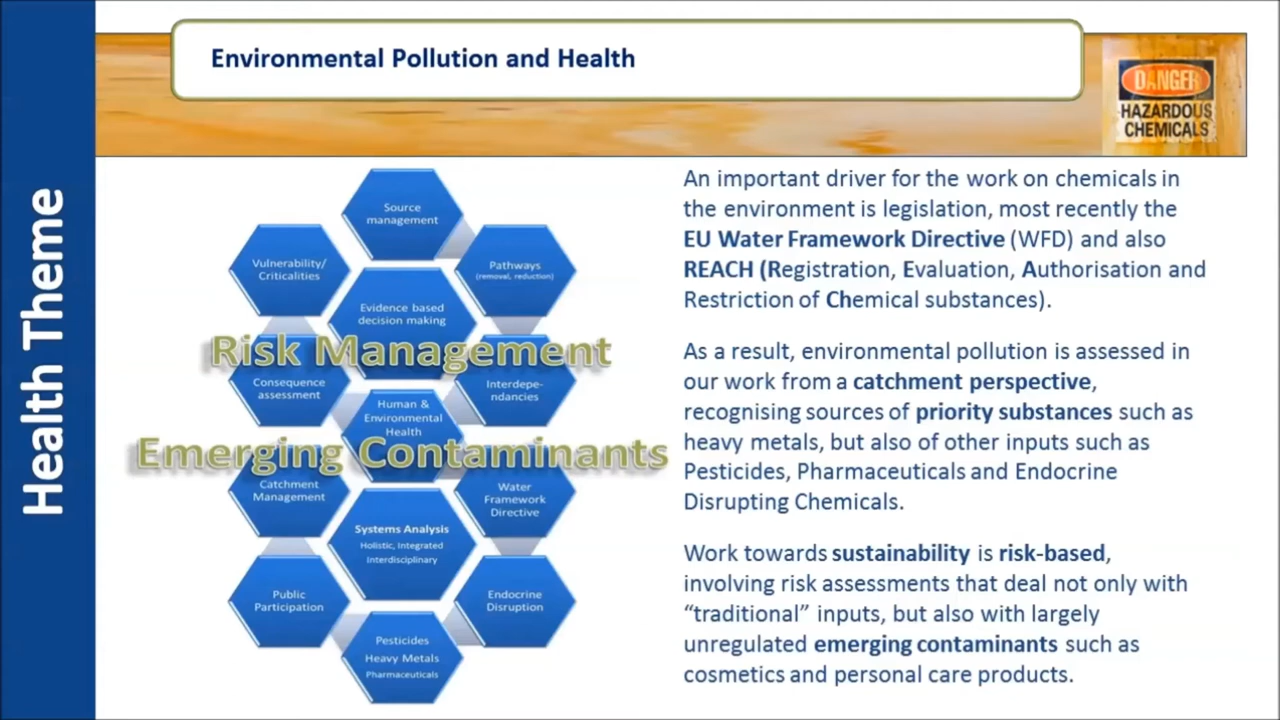 Environmental Pollution and Health
DANGER
HAZARDOUS
CHEMICALS
Health Theme
Source
management
Vulnerability/
Criticalities
Pathways
(removal, reduction)
Evidence based
decision making
Risk Management
Consequence
assessment
Interdepe-
ndancies
Human &
Environmental
Health
Emerging Contaminants
Catchment
Management
Water
Framework
Directive
Systems Analysis
Holistic, Integrated
Interdisciplinary
Public
Participation
Endocrine
Disruption
Pesticides
Heavy Metals
Pharmaceuticals
An important driver for the work on chemicals in
the environment is legislation, most recently the
EU Water Framework Directive (WFD) and also
REACH (Registration, Evaluation, Authorisation and
Restriction of Chemical substances).
As a result, environmental pollution is assessed in
our work from a catchment perspective,
recognising sources of priority substances such as
heavy metals, but also of other inputs such as
Pesticides, Pharmaceuticals and Endocrine
Disrupting Chemicals.
Work towards sustainability is risk-based,
involving risk assessments that deal not only with
“traditional” inputs, but also with largely
unregulated emerging contaminants such as
cosmetics and personal care products.